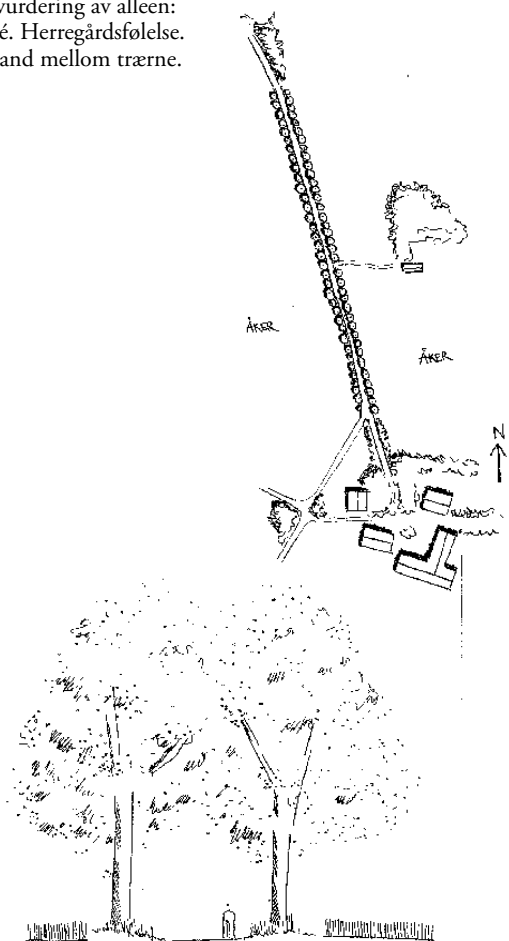 vurdering av alleen:
é. Herregårdsfølelse.
and mellom trærne.
ÅKER
ÅKER
N